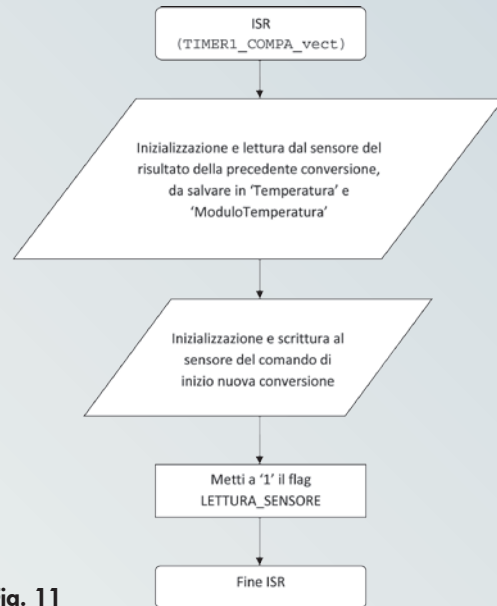 ISR
(TIMER1_COMPA_vect)
Inizializzazione e lettura dal sensore del
risultato della precedente conversione,
da salvare in ‘Temperatura’ e
‘ModuloTemperatura’
Inizializzazione e scrittura al
sensore del comando di
inizio nuova conversione
Metti a ‘1’ il flag
LETTURA_SENSORE
Fine ISR
ig. 11